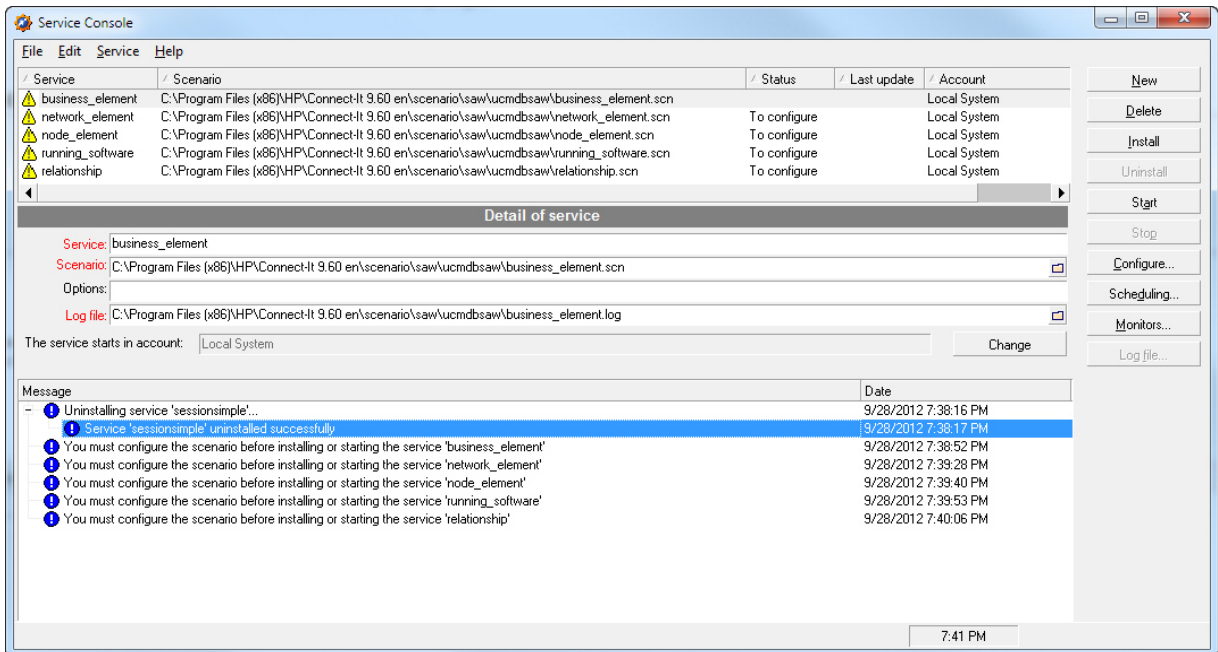 Service Console
File Edit Service Help
Service Scenario Status Last update Account
business_element C:\Program Files (x86)\HP\Connect-It 9.60 en\scenario\saw\ucmdbsaw\business_element.scn Local System
network_element C:\Program Files (x86)\HP\Connect-It 9.60 en\scenario\saw\ucmdbsaw\network_element.scn To configure Local System
node_element C:\Program Files (x86)\HP\Connect-It 9.60 en\scenario\saw\ucmdbsaw\node_element.scn To configure Local System
running_software C:\Program Files (x86)\HP\Connect-It 9.60 en\scenario\saw\ucmdbsaw\running_software.scn To configure Local System
relationship C:\Program Files (x86)\HP\Connect-It 9.60 en\scenario\saw\ucmdbsaw\relationship.scn To configure Local System
New
Delete
Install
Uninstall
Start
Stop
Configure...
Scheduling...
Monitors...
Log file...
Detail of service
Service: business_element
Scenario: C:\Program Files (x86)\HP\Connect-It 9.60 en\scenario\saw\ucmdbsaw\business_element.scn
Options:
Log file: C:\Program Files (x86)\HP\Connect-It 9.60 en\scenario\saw\ucmdbsaw\business_element.log
The service starts in account: Local System Change
Message Date
Uninstalling service 'sessionsimple'... 9/28/2012 7:38:16 PM
Service 'sessionsimple' uninstalled successfully 9/28/2012 7:38:17 PM
You must configure the scenario before installing or starting the service 'business_element' 9/28/2012 7:38:52 PM
You must configure the scenario before installing or starting the service 'network_element' 9/28/2012 7:39:28 PM
You must configure the scenario before installing or starting the service 'node_element' 9/28/2012 7:39:40 PM
You must configure the scenario before installing or starting the service 'running_software' 9/28/2012 7:39:53 PM
You must configure the scenario before installing or starting the service 'relationship' 9/28/2012 7:40:06 PM
7:41 PM